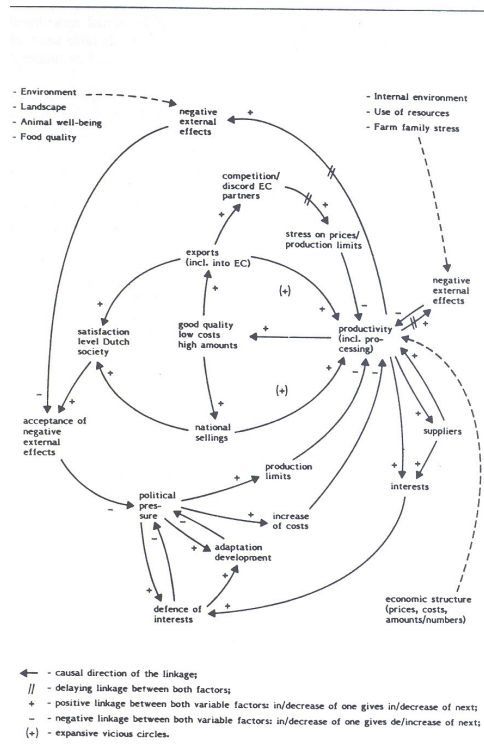 - Environment
- Landscape
- Animal well-being
- Food quality
negative
external
effects
+
- Internal environment
- Use of resources
- Farm family stress
competition/
discord EC
partners
+
+
stress on prices/
production limits
exports
(incl. into EC)
(+)
negative
external
effects
+
+
+
-
-
-
+
satisfaction
level Dutch
society
good quality
low costs
high amounts
+
productivity
(incl. pro-
cessing)
+
+
+
-
-
+
(+)
-
+
+
acceptance of
negative
external
effects
national
sellings
+
suppliers
production
limits
+
+
+
interests
political
pres-
sure
-
+
-
-
+
increase
of costs
+
adaptation
development
+
+
+
defence of
interests
economic structure
(prices, costs,
amounts/numbers)
← - causal direction of the linkage;
// - delaying linkage between both factors;
+ - positive linkage between both variable factors: in/decrease of one gives in/decrease of next;
– - negative linkage between both variable factors: in/decrease of one gives de/increase of next;
(+) - expansive vicious circles.